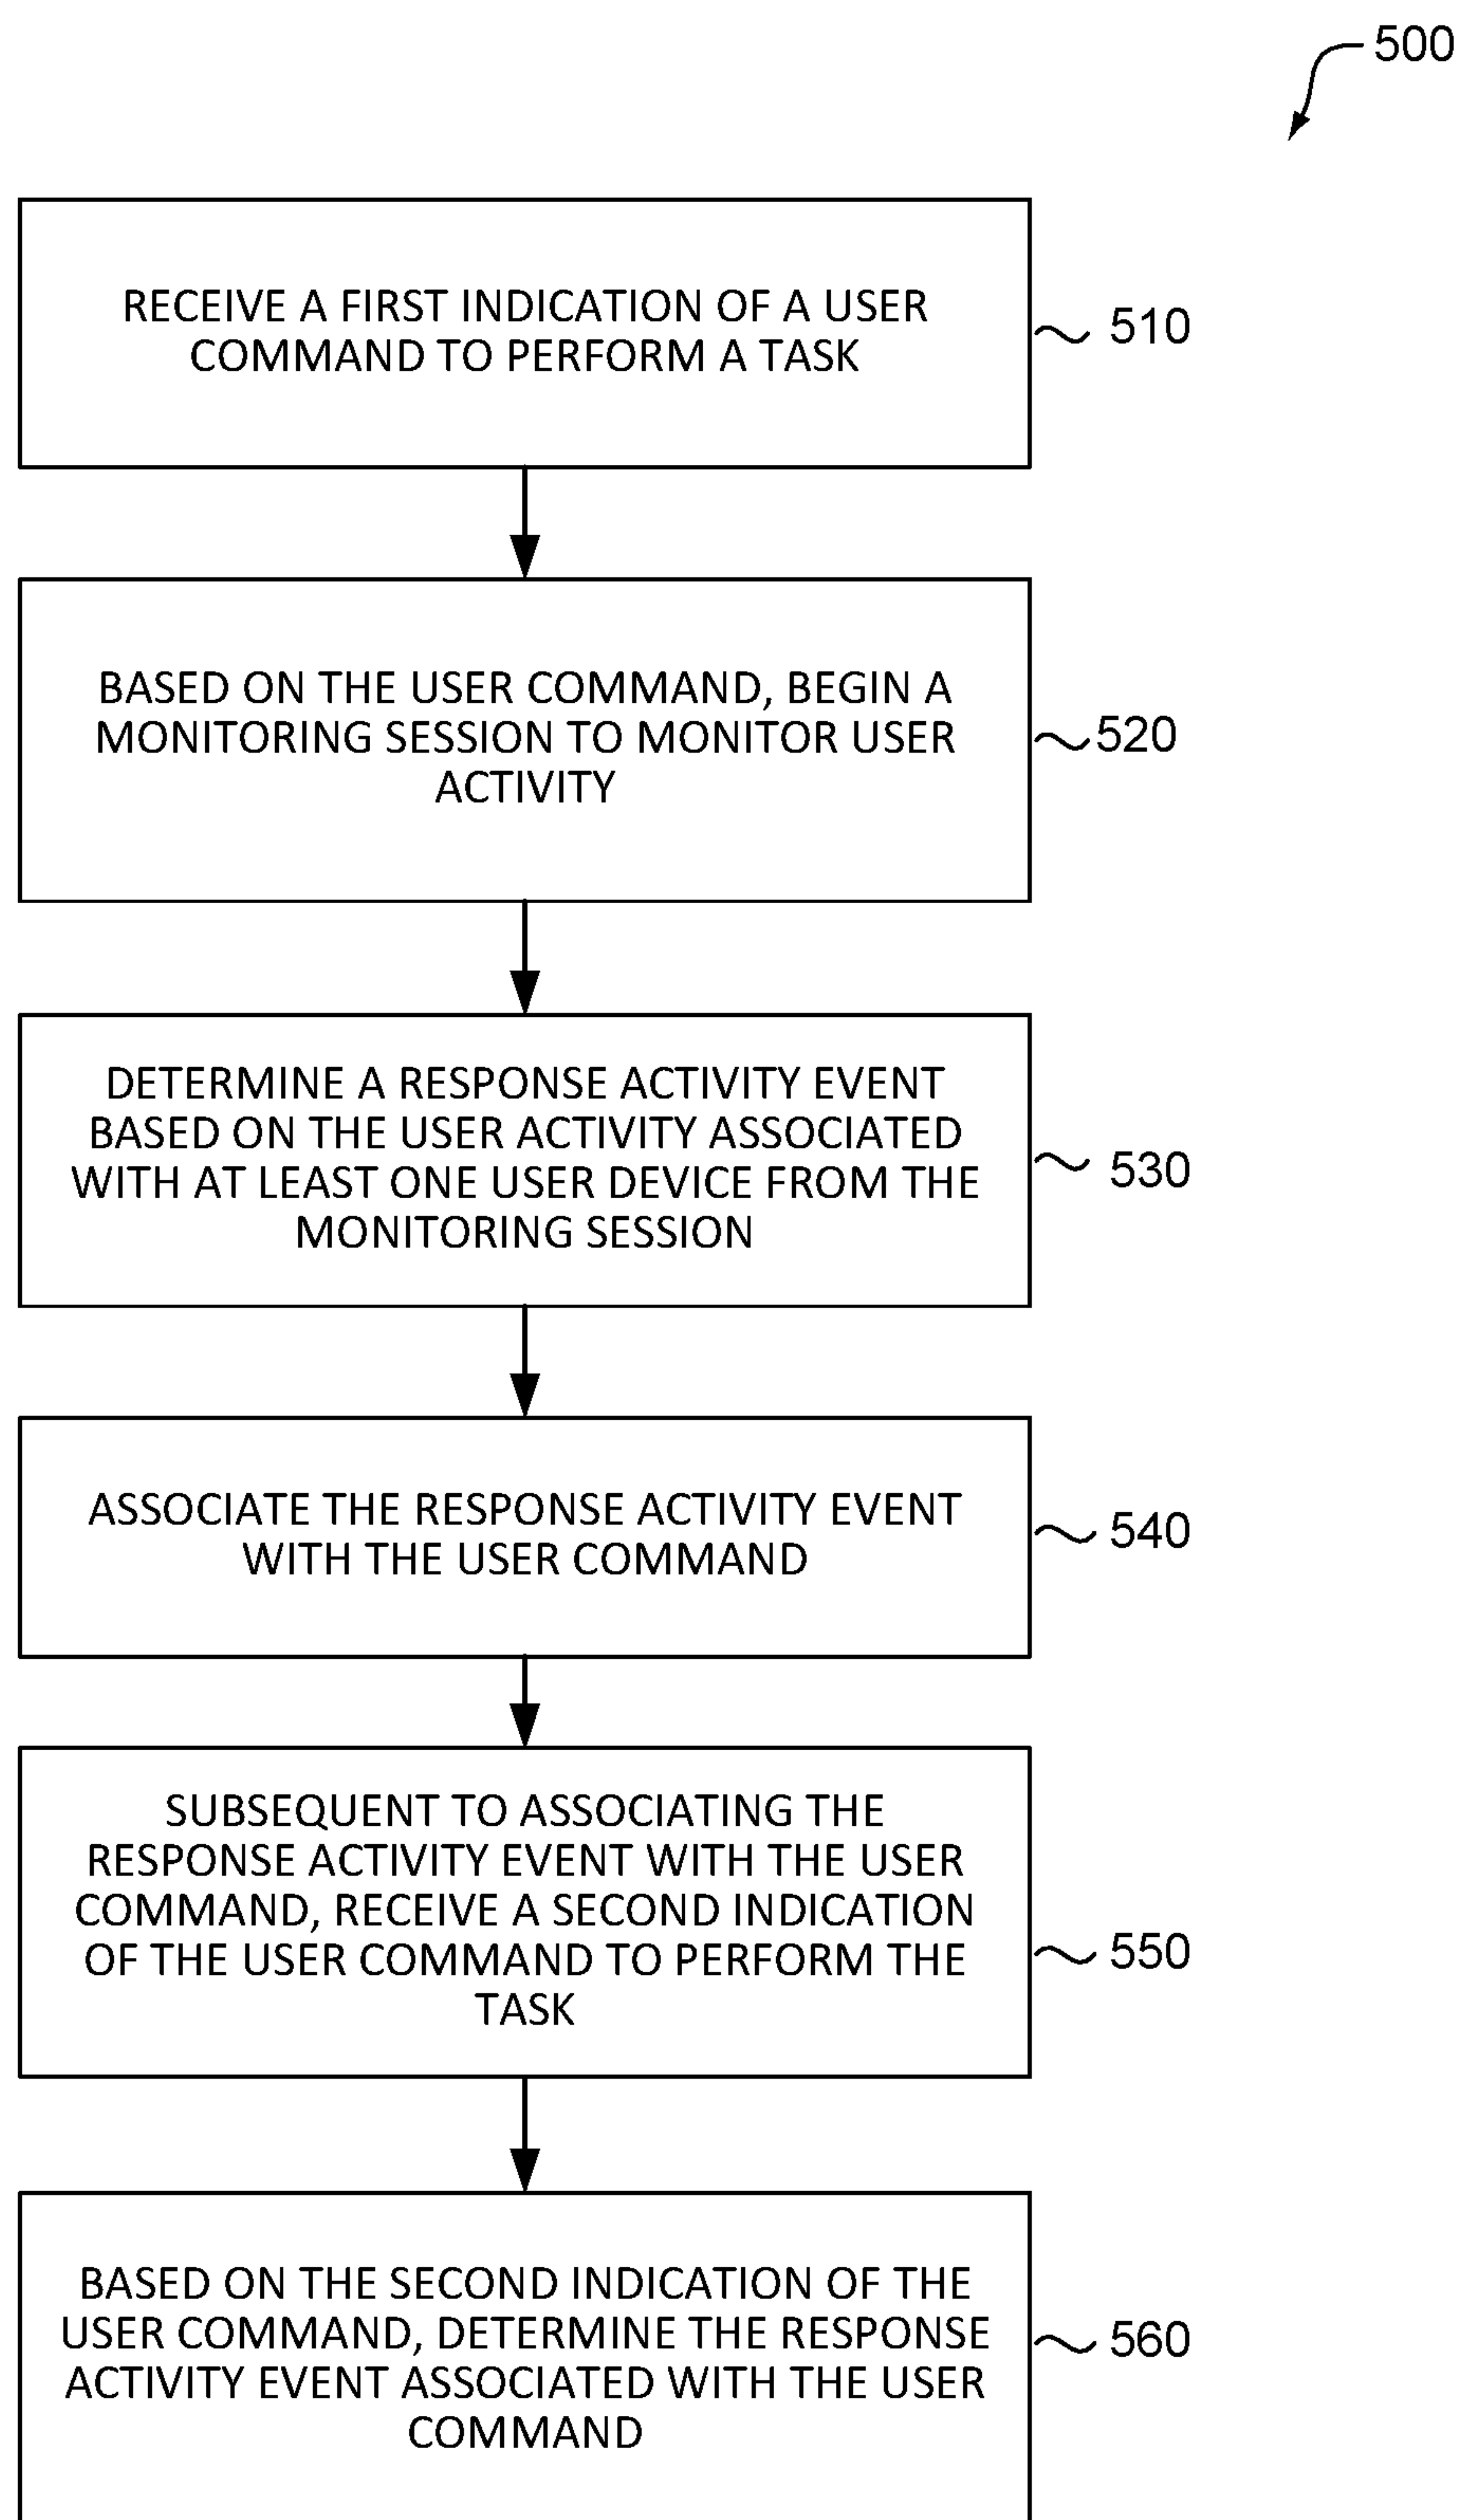 500
RECEIVE A FIRST INDICATION OF A USER
COMMAND TO PERFORM A TASK
510
BASED ON THE USER COMMAND, BEGIN A
MONITORING SESSION TO MONITOR USER
ACTIVITY
520
DETERMINE A RESPONSE ACTIVITY EVENT
BASED ON THE USER ACTIVITY ASSOCIATED
WITH AT LEAST ONE USER DEVICE FROM THE
MONITORING SESSION
530
ASSOCIATE THE RESPONSE ACTIVITY EVENT
WITH THE USER COMMAND
540
SUBSEQUENT TO ASSOCIATING THE
RESPONSE ACTIVITY EVENT WITH THE USER
COMMAND, RECEIVE A SECOND INDICATION
OF THE USER COMMAND TO PERFORM THE
TASK
550
BASED ON THE SECOND INDICATION OF THE
USER COMMAND, DETERMINE THE RESPONSE
ACTIVITY EVENT ASSOCIATED WITH THE USER
COMMAND
560